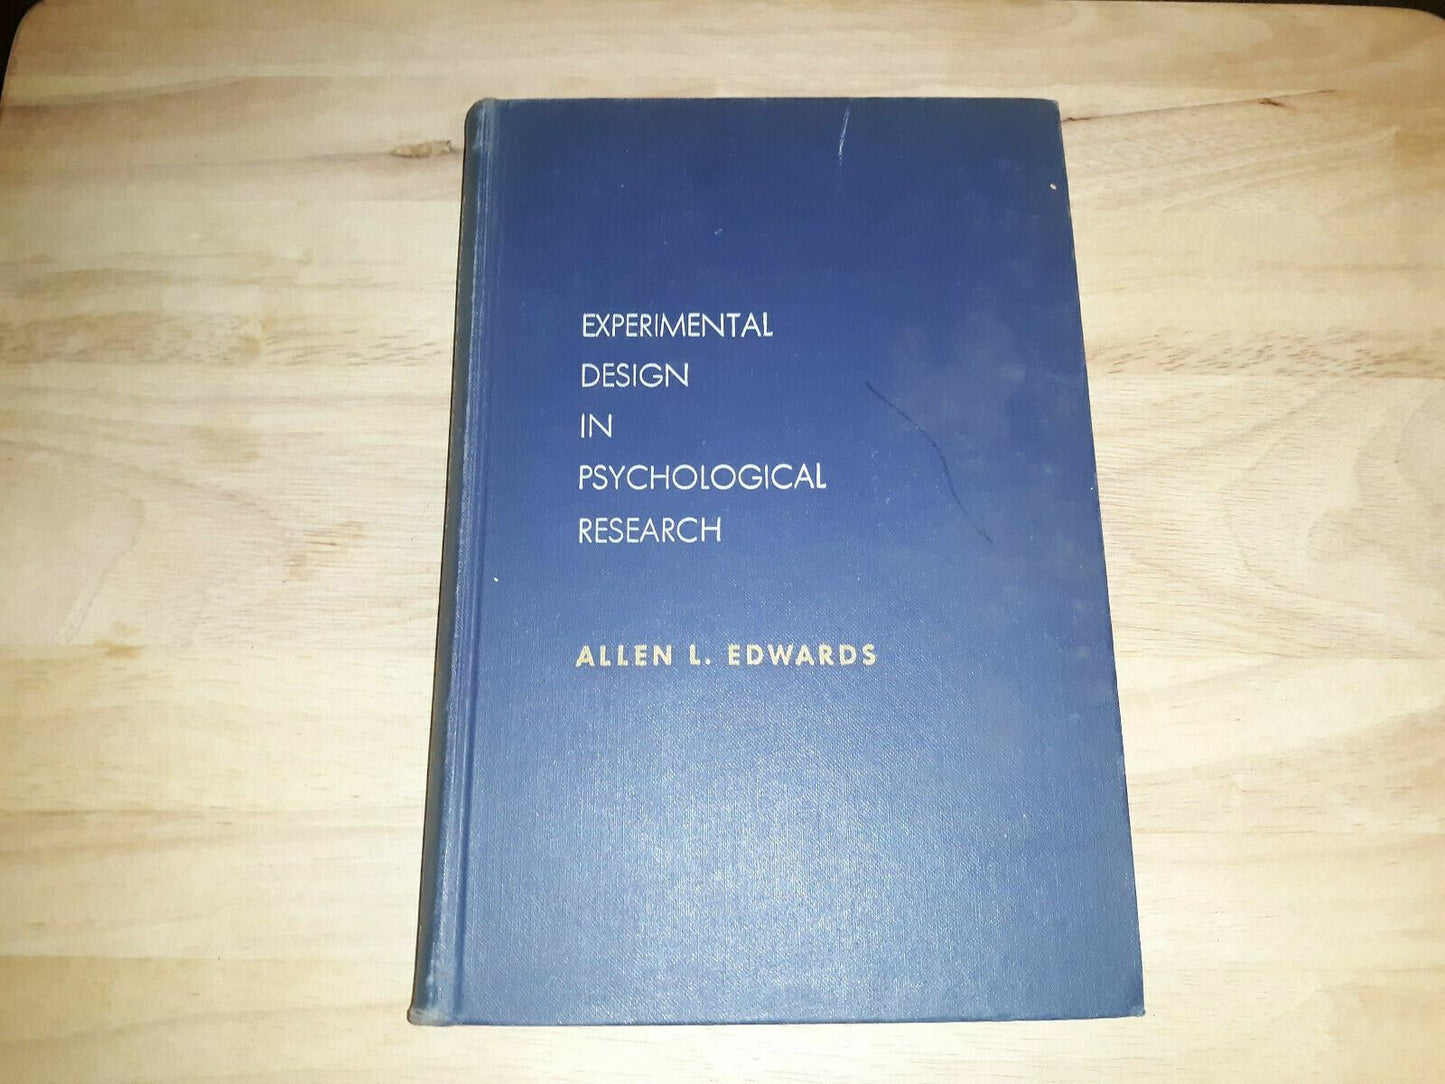 EXPERIMENTAL
DESIGN
IN
PSYCHOLOGICAL
RESEARCH
ALLEN L. EDWARDS